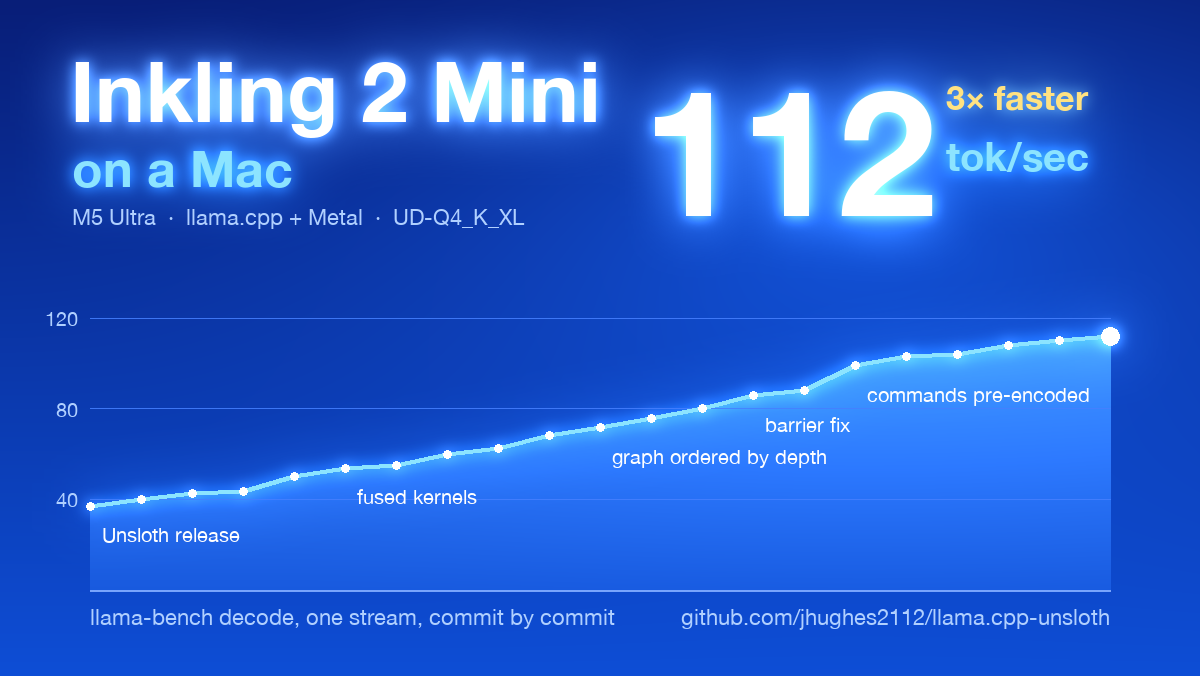 Inkling 2 Mini
on a Mac
M5 Ultra · llama.cpp + Metal · UD-Q4_K_XL
112
3× faster
tok/sec
120
80
40
commands pre-encoded
barrier fix
graph ordered by depth
fused kernels
Unsloth release
llama-bench decode, one stream, commit by commit
github.com/jhughes2112/llama.cpp-unsloth